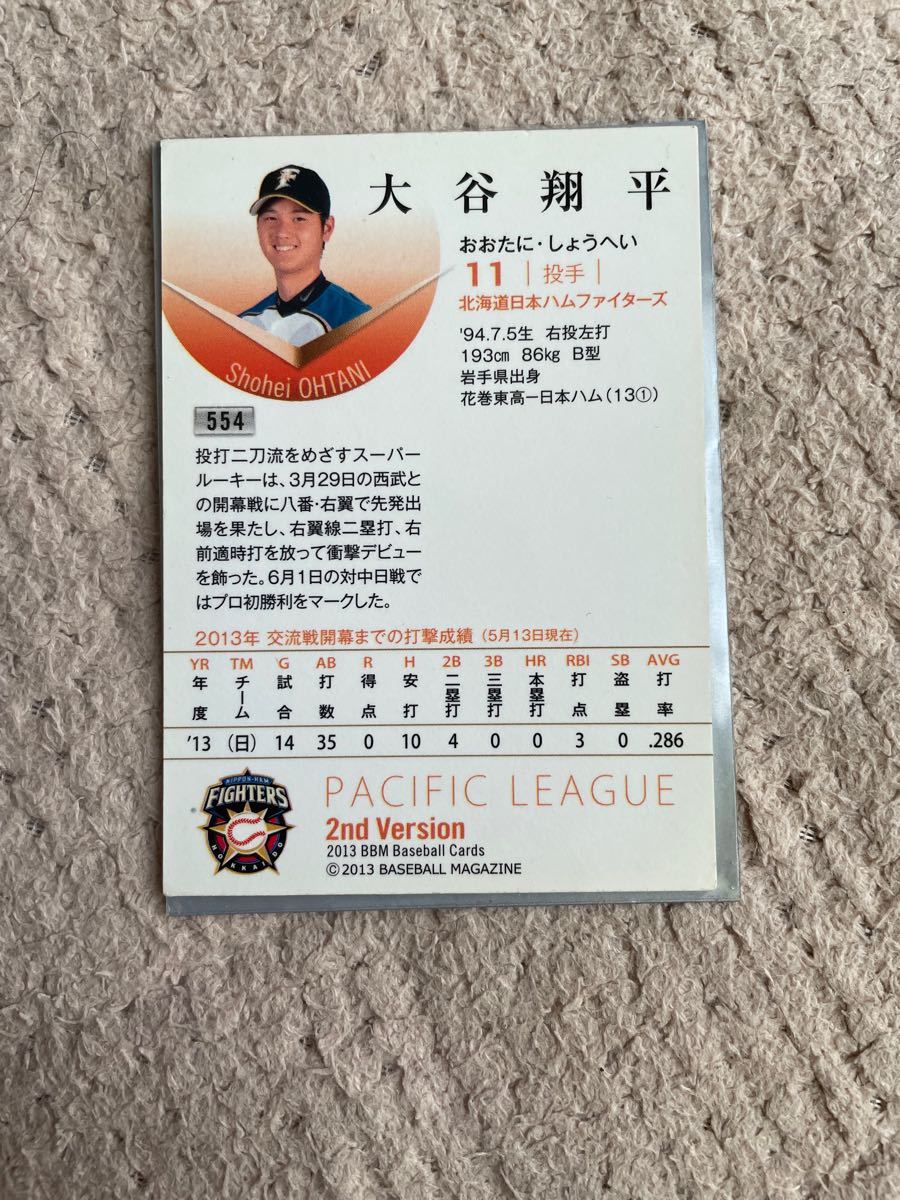 F
大谷翔平
おおたに・しょうへい
11 | 投手 |
北海道日本ハムファイターズ
'94.7.5生 右投左打
193cm 86kg B型
岩手県出身
花巻東高ー日本ハム(13①)
Shohei OHTANI
554
投打二刀流をめざすスーパー
ルーキーは、3月29日の西武と
の開幕戦に八番・右翼で先発出
場を果たし、右翼線二塁打、右
前適時打を放って衝撃デビュー
を飾った。6月1日の対中日戦で
はプロ初勝利をマークした。
2013年 交流戦開幕までの打撃成績(5月13日現在)
YR TM G AB R H 2B 3B HR RBI SB AVG
年度 チーム 試合 打数 得点 安打 二塁打 三塁打 本塁打 打点 盗塁 打率
'13 (日) 14 35 0 10 4 0 0 3 0 .286
NIPPON-HAM
FIGHTERS
HOKKAIDO
PACIFIC LEAGUE
2nd Version
2013 BBM Baseball Cards
©2013 BASEBALL MAGAZINE